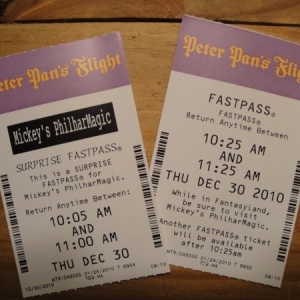 Peter Pan's Flight
Mickey's PhilharMagic
SURPRISE FASTPASS®
This is a SURPRISE
FASTPASS® for
Mickey's PhilharMagic.
Return Anytime Between:
10:05 AM
AND
11:00 AM
THU DEC 30
Peter Pan's Flight
FASTPASS®
FASTPASS®
Return Anytime Between
10:25 AM
AND
11:25 AM
THU DEC 30 2010
While in Fantasyland,
be sure to visit
Mickey's PhilharMagic.
Another FASTPASS® ticket
will be available
after 10:25am